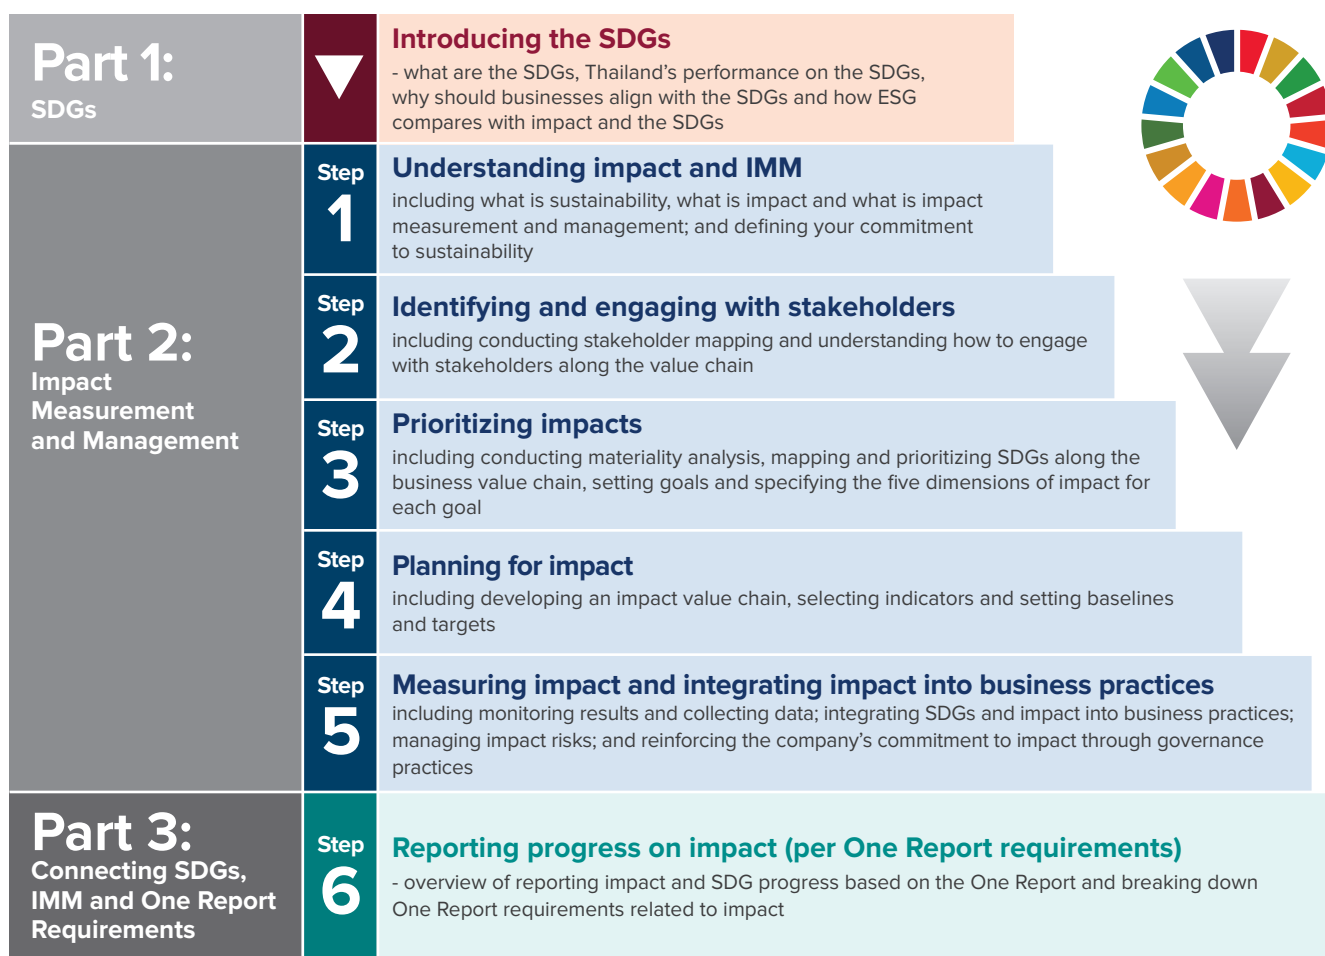 Part 1:
SDGs
Introducing the SDGs
- what are the SDGs, Thailand’s performance on the SDGs,
why should businesses align with the SDGs and how ESG
compares with impact and the SDGs
Part 2:
Impact
Measurement
and Management
Step
1
Understanding impact and IMM
including what is sustainability, what is impact and what is impact
measurement and management; and defining your commitment
to sustainability
Step
2
Identifying and engaging with stakeholders
including conducting stakeholder mapping and understanding how to engage
with stakeholders along the value chain
Step
3
Prioritizing impacts
including conducting materiality analysis, mapping and prioritizing SDGs along the
business value chain, setting goals and specifying the five dimensions of impact for
each goal
Step
4
Planning for impact
including developing an impact value chain, selecting indicators and setting baselines
and targets
Step
5
Measuring impact and integrating impact into business practices
including monitoring results and collecting data; integrating SDGs and impact into business practices;
managing impact risks; and reinforcing the company’s commitment to impact through governance
practices
Part 3:
Connecting SDGs,
IMM and One Report
Requirements
Step
6
Reporting progress on impact (per One Report requirements)
- overview of reporting impact and SDG progress based on the One Report and breaking down
One Report requirements related to impact